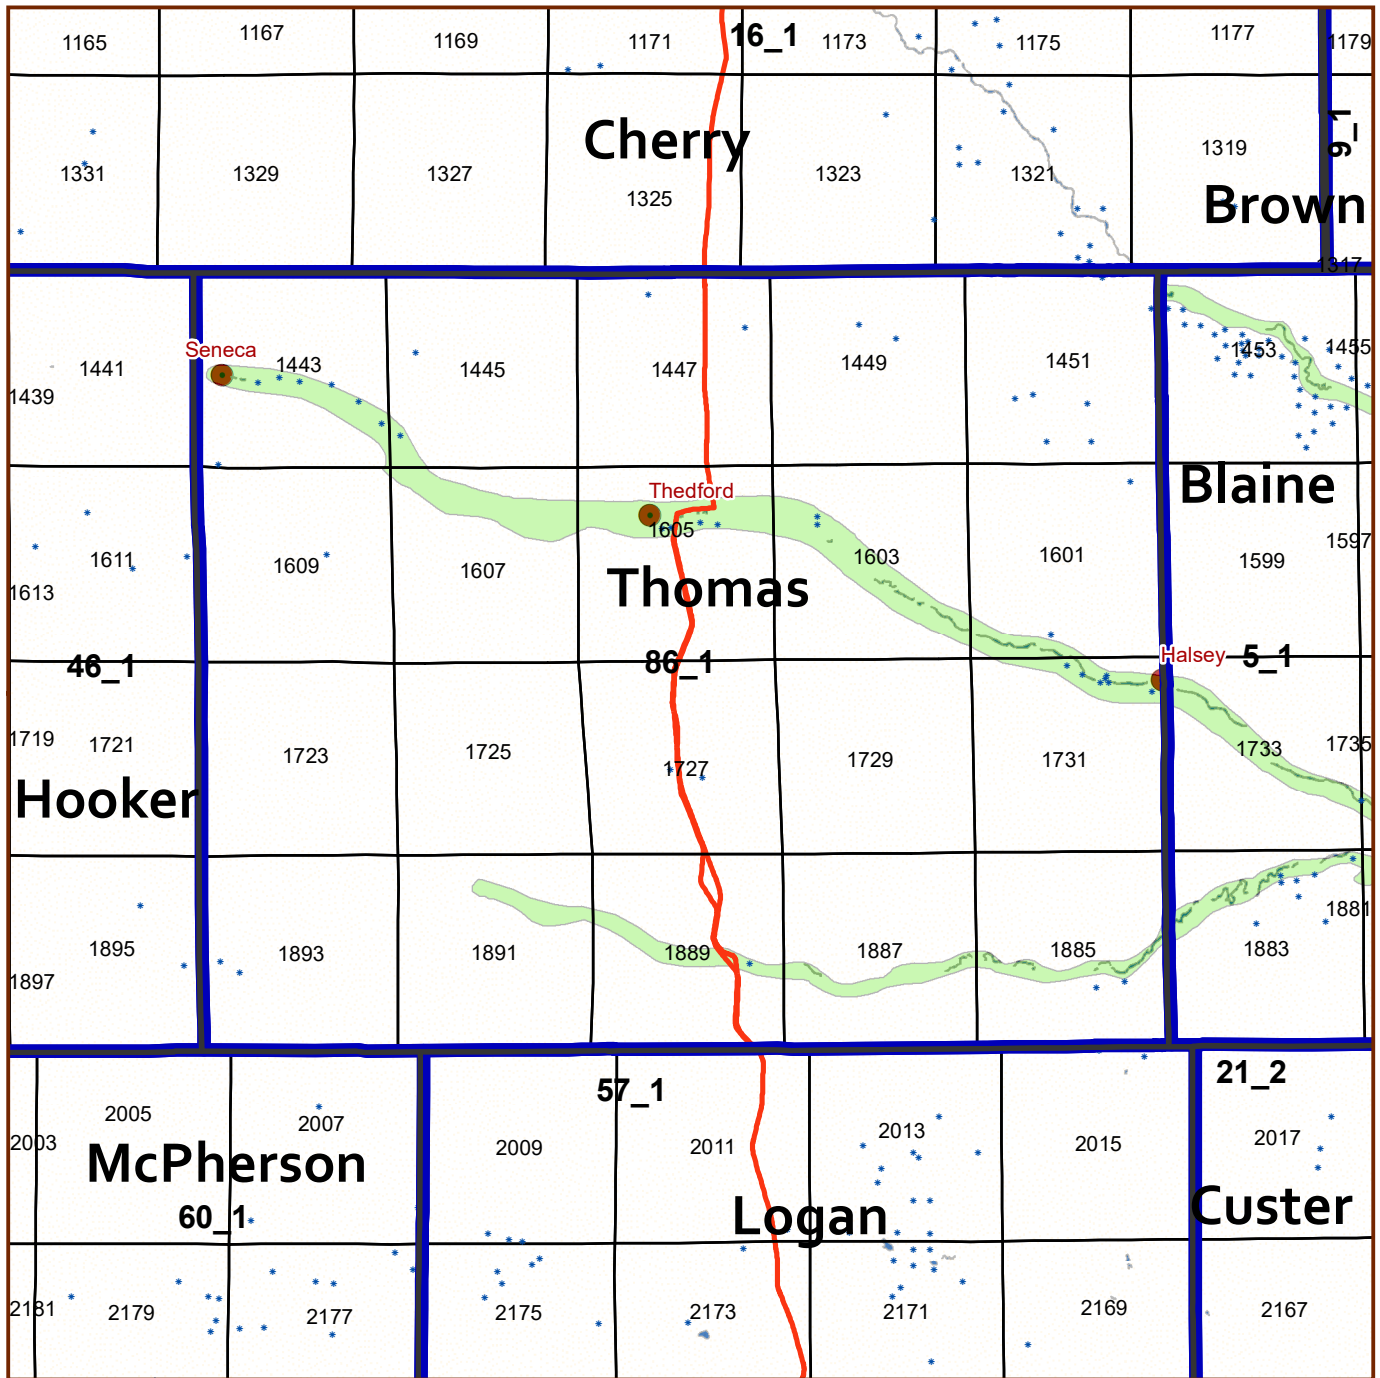 1165 1167 1169 1171 16_1 1173 1175 1177 1179
Cherry
9_1
1331 1329 1327 1325 1323 1321 1319
Brown
1317
Seneca
1439 1441 1443 1445 1447 1449 1451 1453 1455
Blaine
Thedford
1613 1611 1609 1607 1605 1603 1601 1599 1597
Thomas
46_1 86_1 Halsey 5_1
1719 1721 1723 1725 1727 1729 1731 1733 1735
Hooker
1897 1895 1893 1891 1889 1887 1885 1883 1881
57_1 21_2
2003 2005 2007 2009 2011 2013 2015 2017
McPherson
60_1 Logan Custer
2181 2179 2177 2175 2173 2171 2169 2167